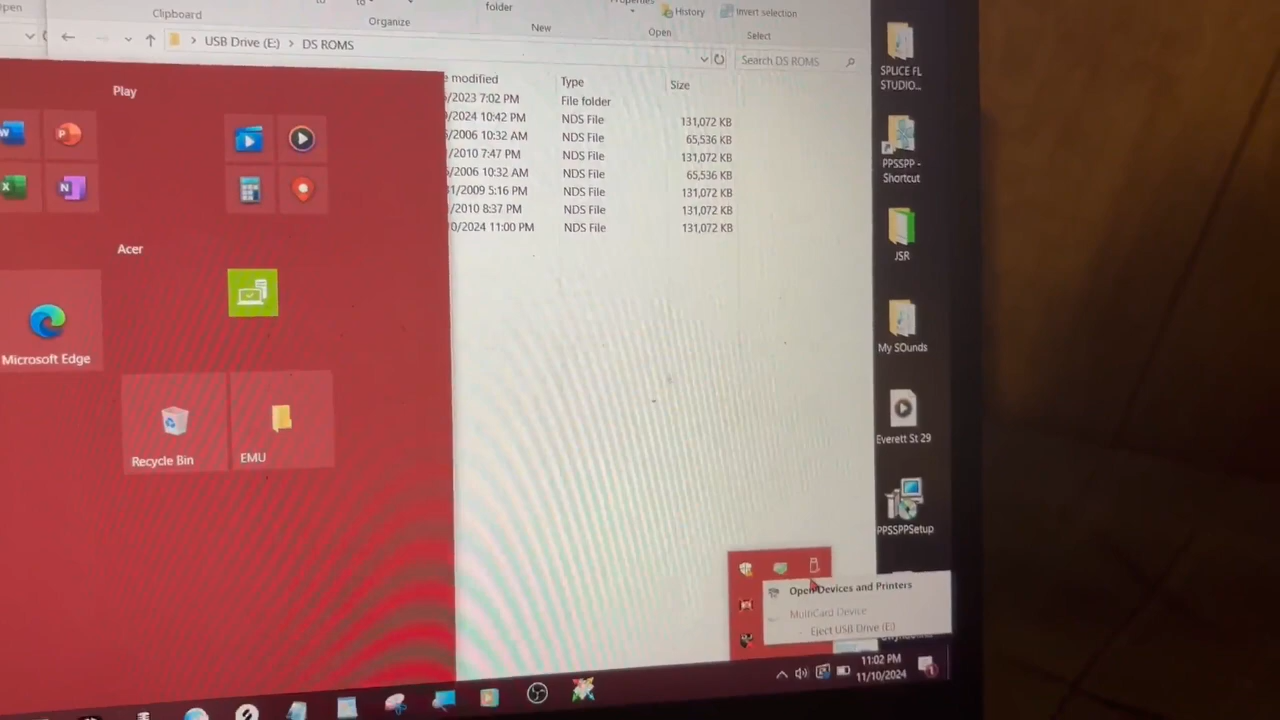 Clipboard
Organize
folder
New
History
Open
Invert selection
Select
USB Drive (E:) > DS ROMS
Search DS ROMS
modified
Type
Size
/2023 7:02 PM
File folder
/2024 10:42 PM
NDS File
131,072 KB
/2006 10:32 AM
NDS File
65,536 KB
/2010 7:47 PM
NDS File
131,072 KB
/2006 10:32 AM
NDS File
65,536 KB
1/2009 5:16 PM
NDS File
131,072 KB
/2010 8:37 PM
NDS File
131,072 KB
0/2024 11:00 PM
NDS File
131,072 KB
Play
Acer
Microsoft Edge
Recycle Bin
EMU
SPLICE FL
STUDIO...
PPSSPP -
Shortcut
JSR
My SOunds
Everett St 29
PPSSPPSetup
Open Devices and Printers
MultiCard Device
Eject USB Drive (E:)
11:02 PM
11/10/2024
1